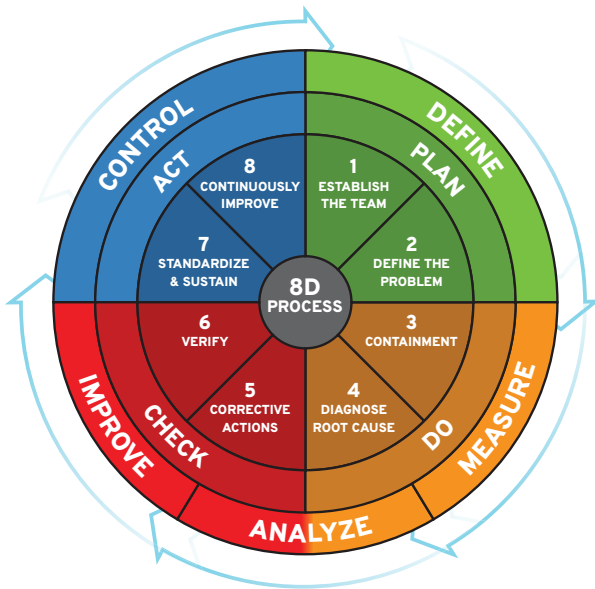 8D
PROCESS
1
ESTABLISH
THE TEAM
2
DEFINE THE
PROBLEM
3
CONTAINMENT
4
DIAGNOSE
ROOT CAUSE
5
CORRECTIVE
ACTIONS
6
VERIFY
7
STANDARDIZE
& SUSTAIN
8
CONTINUOUSLY
IMPROVE
PLAN
DO
CHECK
ACT
DEFINE
MEASURE
ANALYZE
IMPROVE
CONTROL